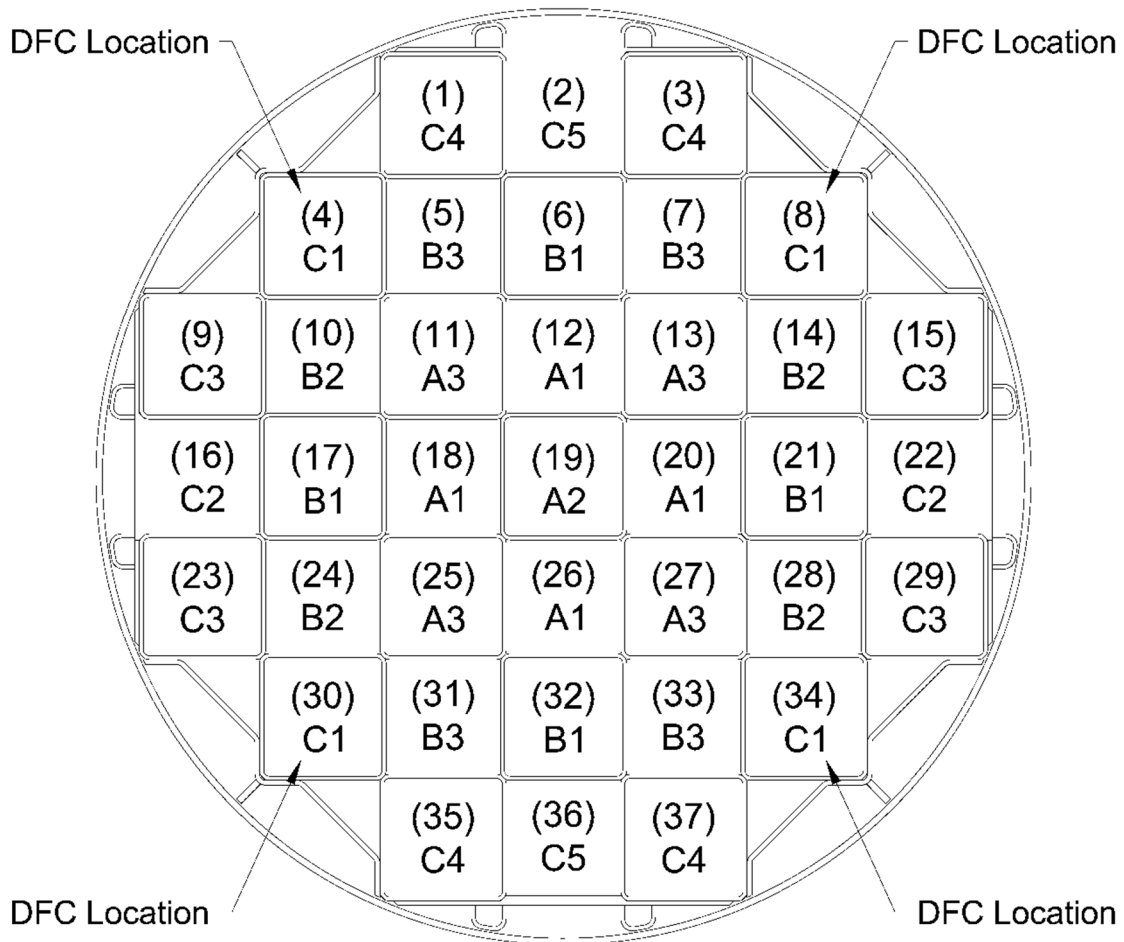 DFC Location DFC Location
(1) (2) (3)
C4 C5 C4
(4) (5) (6) (7) (8)
C1 B3 B1 B3 C1
(9) (10) (11) (12) (13) (14) (15)
C3 B2 A3 A1 A3 B2 C3
(16) (17) (18) (19) (20) (21) (22)
C2 B1 A1 A2 A1 B1 C2
(23) (24) (25) (26) (27) (28) (29)
C3 B2 A3 A1 A3 B2 C3
(30) (31) (32) (33) (34)
C1 B3 B1 B3 C1
(35) (36) (37)
C4 C5 C4
DFC Location DFC Location